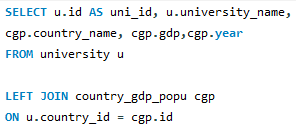 SELECT u.id AS uni_id, u.university_name,
cgp.country_name, cgp.gdp,cgp.year
FROM university u
LEFT JOIN country_gdp_popu cgp
ON u.country_id = cgp.id